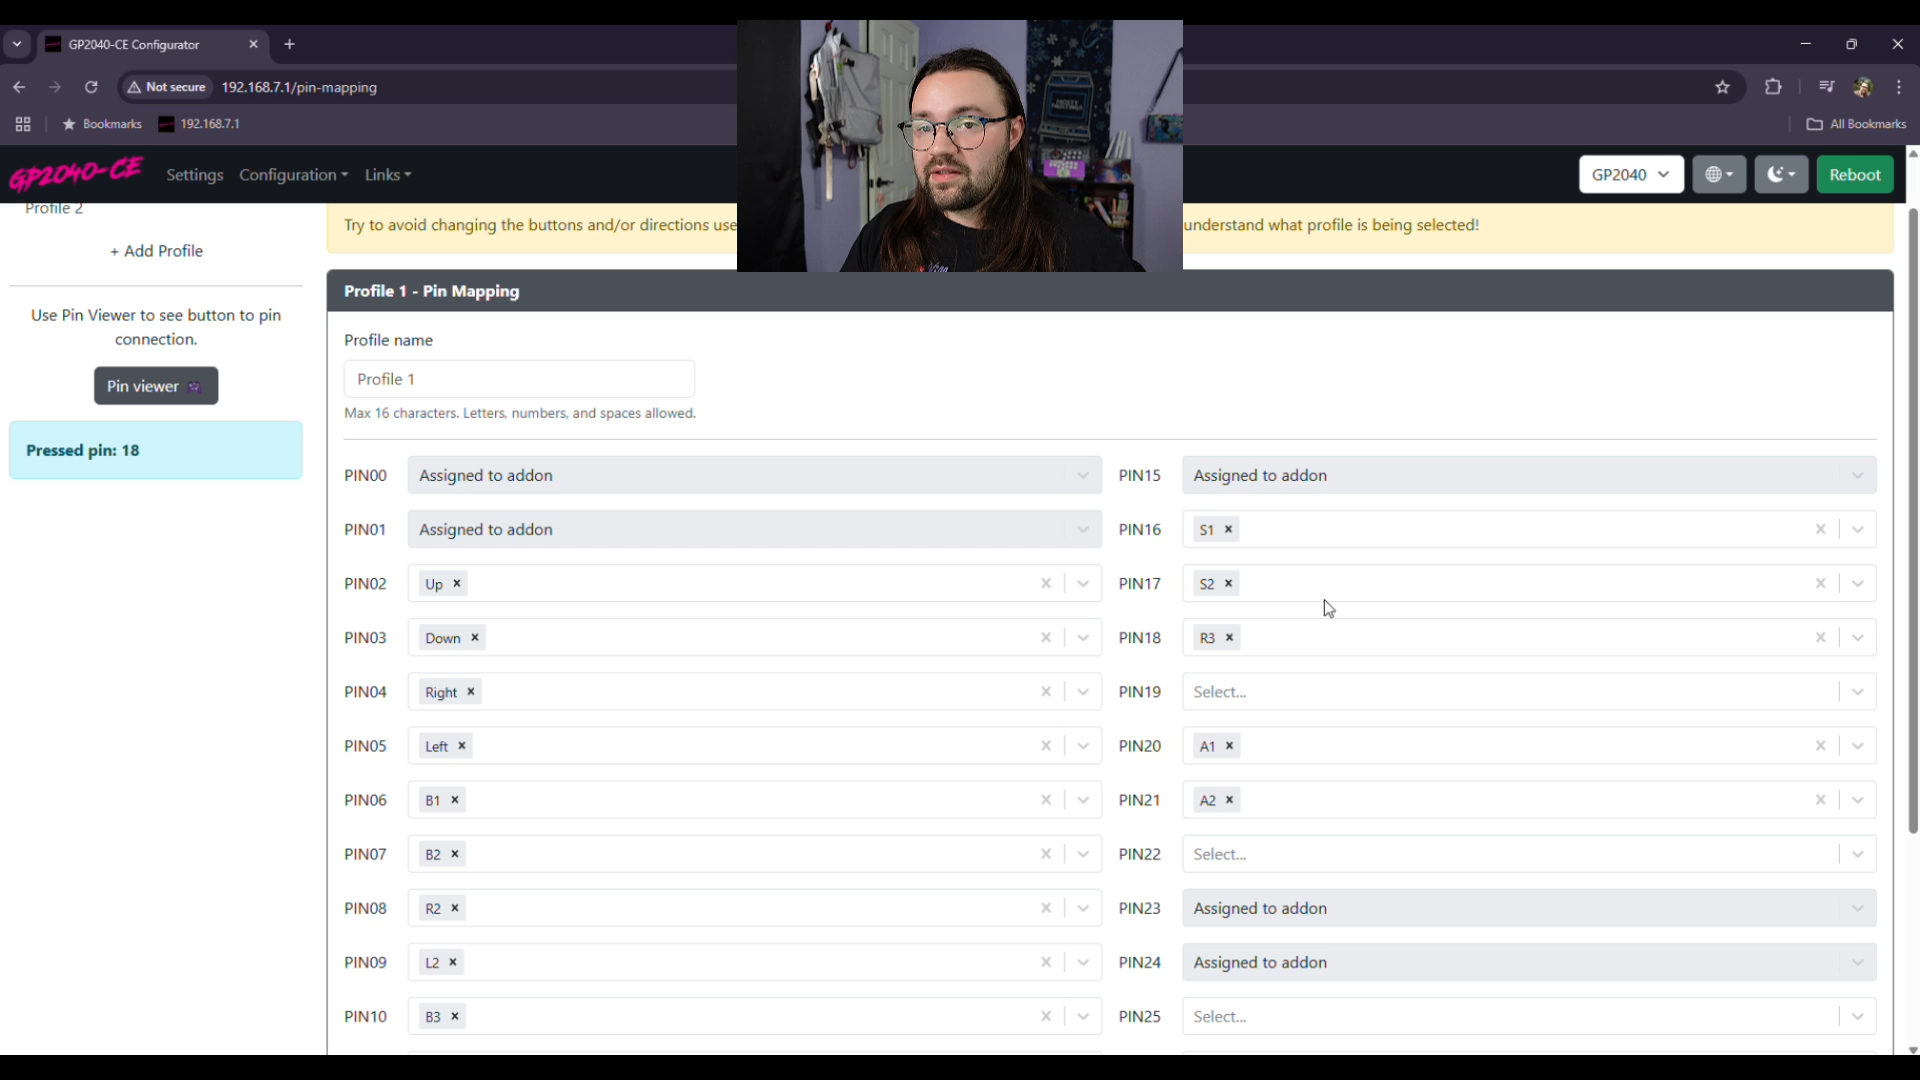 GP2040-CE Configurator
Not secure 192.168.7.1/pin-mapping
Bookmarks 192.168.7.1 All Bookmarks
GP2040-CE Settings Configuration Links GP2040 Reboot
Profile 2
+ Add Profile
Use Pin Viewer to see button to pin
connection.
Pin viewer
Pressed pin: 18
Try to avoid changing the buttons and/or directions use understand what profile is being selected!
Profile 1 - Pin Mapping
Profile name
Profile 1
Max 16 characters. Letters, numbers, and spaces allowed.
PIN00 Assigned to addon PIN15 Assigned to addon
PIN01 Assigned to addon PIN16 S1
PIN02 Up PIN17 S2
PIN03 Down PIN18 R3
PIN04 Right PIN19 Select...
PIN05 Left PIN20 A1
PIN06 B1 PIN21 A2
PIN07 B2 PIN22 Select...
PIN08 R2 PIN23 Assigned to addon
PIN09 L2 PIN24 Assigned to addon
PIN10 B3 PIN25 Select...